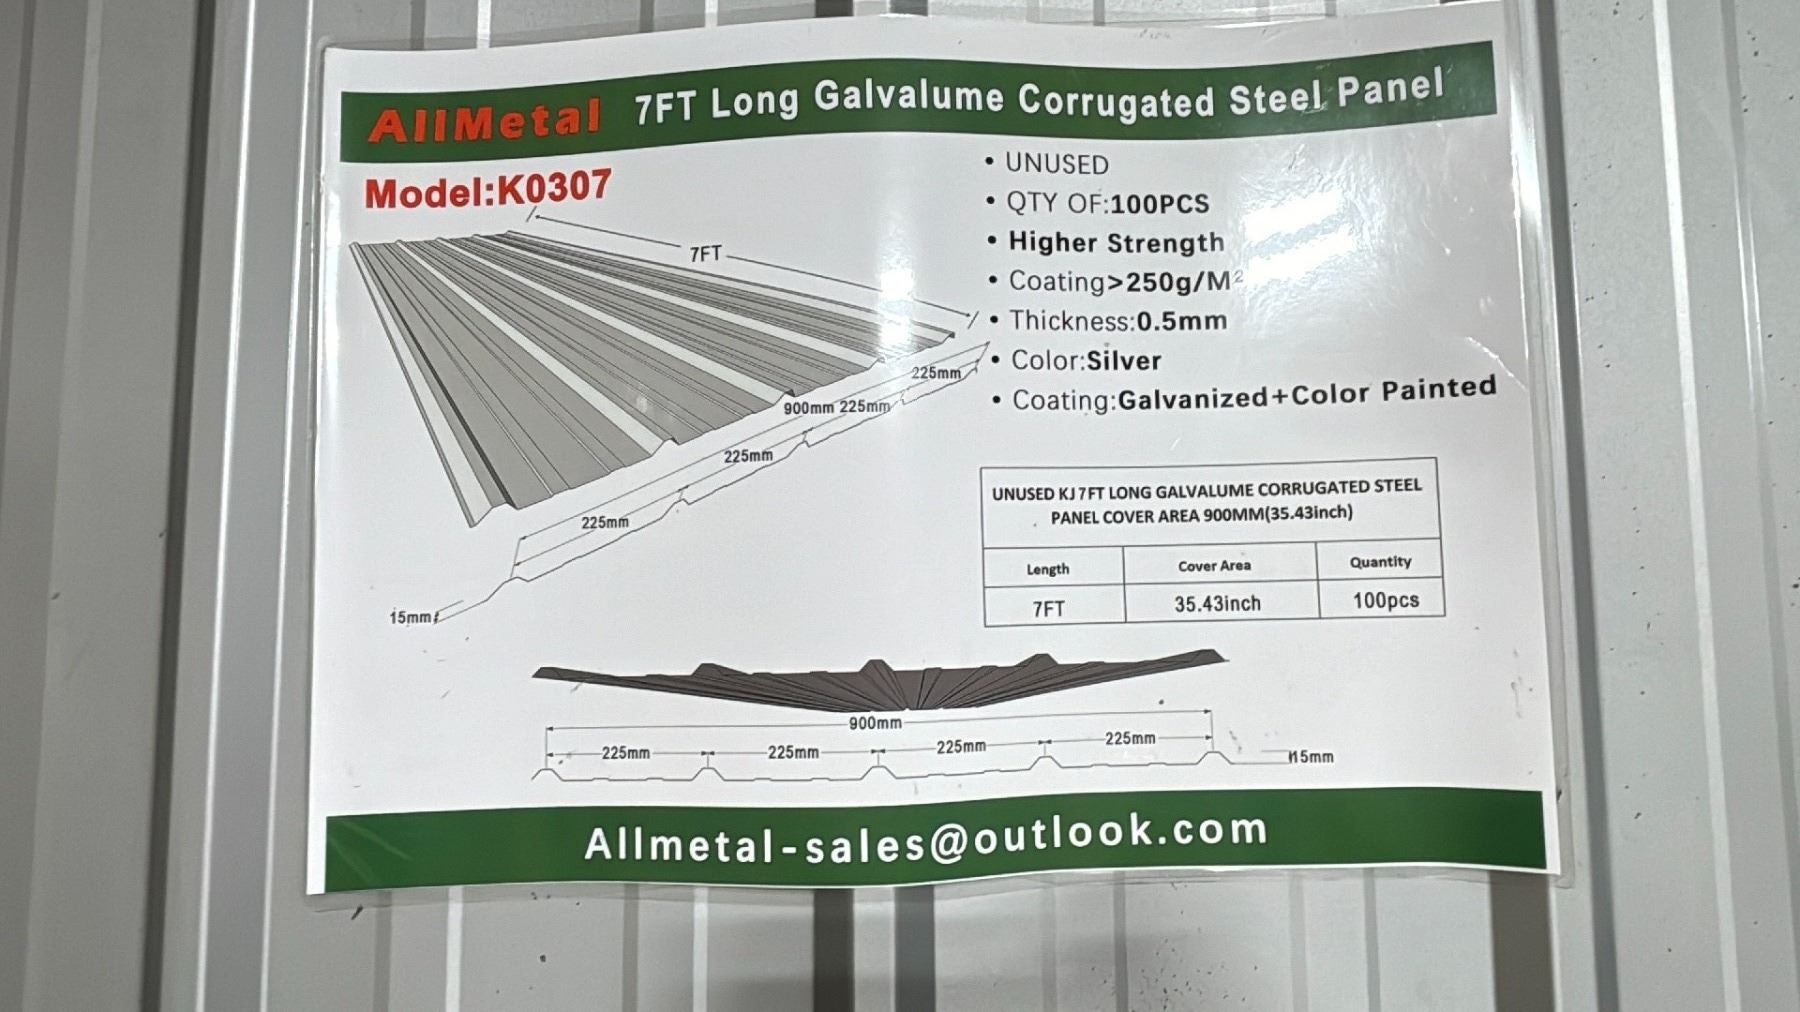 AllMetal 7FT Long Galvalume Corrugated Steel Panel
Model:K0307
• UNUSED
• QTY OF:100PCS
• Higher Strength
• Coating>250g/M²
• Thickness:0.5mm
• Color:Silver
• Coating:Galvanized+Color Painted
7FT
225mm
900mm 225mm
225mm
225mm
15mm
UNUSED KJ 7FT LONG GALVALUME CORRUGATED STEEL
PANEL COVER AREA 900MM(35.43inch)
Length Cover Area Quantity
7FT 35.43inch 100pcs
900mm
225mm 225mm 225mm 225mm
15mm
Allmetal-sales@outlook.com